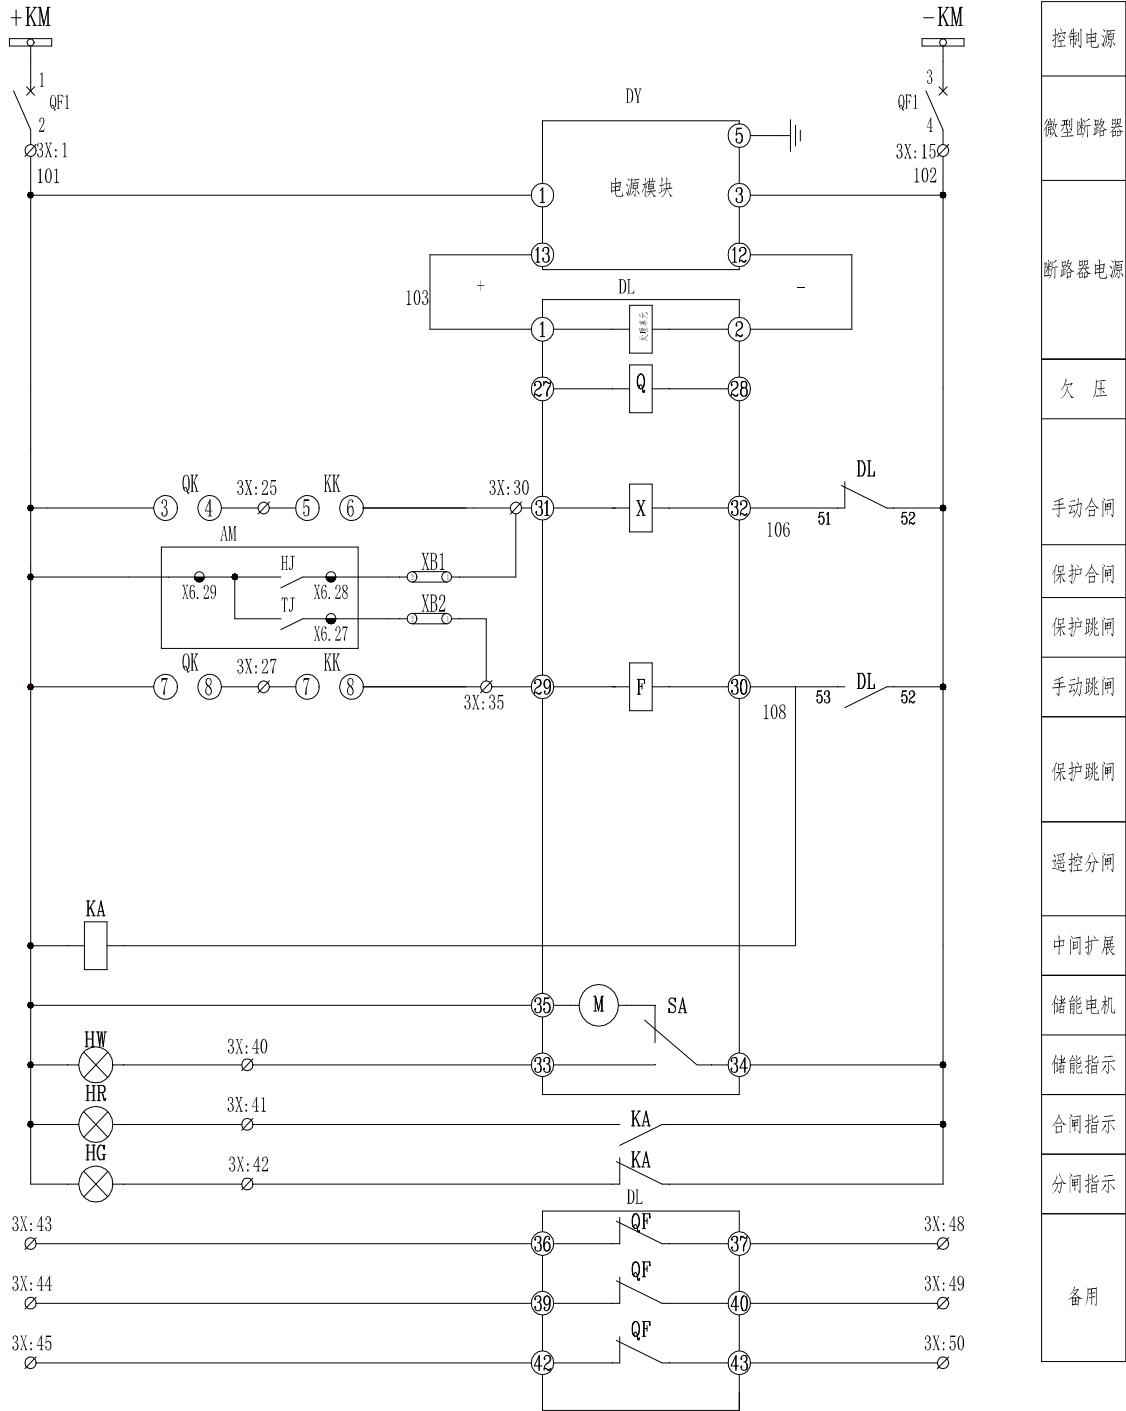 +KM
-KM
控制电源
1
QF1
2
3X:1
101
DY
5
1
电源模块
3
13
12
3
QF1
4
3X:15
102
微型断路器
断路器电源
103
+
-
DL
1
处理单元
2
27
Q
28
欠 压
QK
3
4
3X:25
KK
5
6
3X:30
31
X
32
106
51
DL
52
手动合闸
AM
HJ
X6.29
X6.28
XB1
保护合闸
TJ
X6.27
XB2
保护跳闸
QK
7
8
3X:27
KK
7
8
3X:35
29
F
30
108
53
DL
52
手动跳闸
保护跳闸
遥控分闸
KA
中间扩展
35
M
SA
储能电机
HW
3X:40
33
34
储能指示
HR
3X:41
KA
合闸指示
HG
3X:42
KA
分闸指示
DL
3X:43
36
QF
37
3X:48
3X:44
39
QF
40
3X:49
备用
3X:45
42
QF
43
3X:50